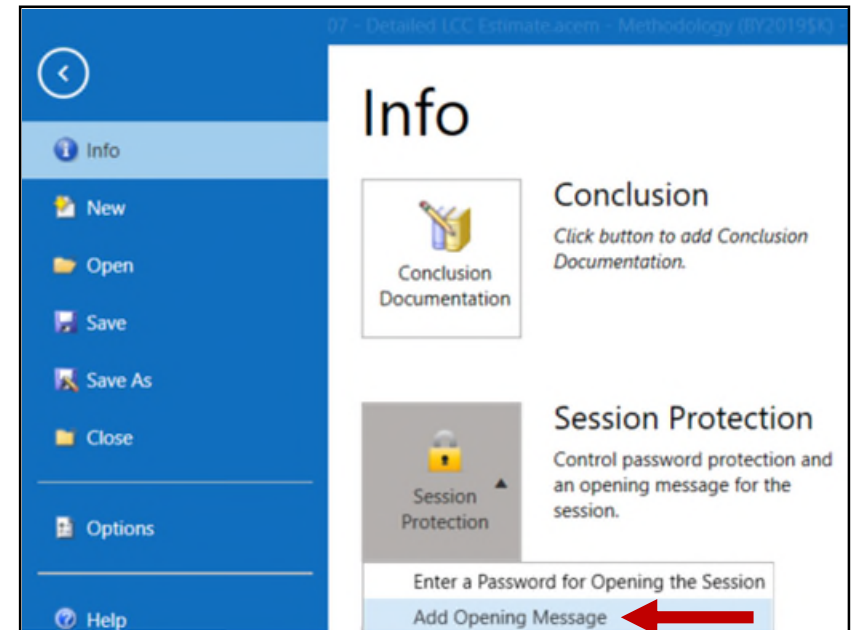 07 - Detailed LCC Estimate.acem - Methodology (BY2019$K)
Info
Info
New
Open
Save
Save As
Close
Options
Help
Conclusion
Documentation
Conclusion
Click button to add Conclusion
Documentation.
Session
Protection
Session Protection
Control password protection and
an opening message for the
session.
Enter a Password for Opening the Session
Add Opening Message